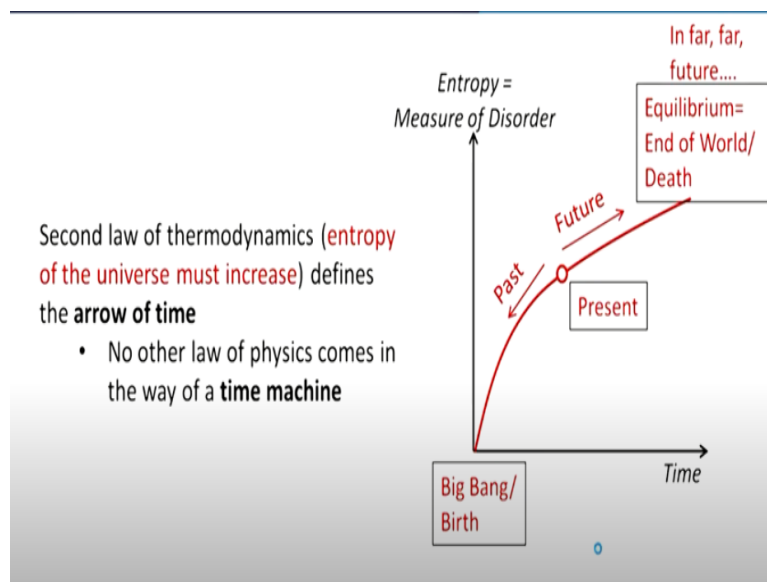 In far, far,
future....
Entropy =
Measure of Disorder
Equilibrium=
End of World/
Death
Future
Past
Present
Second law of thermodynamics (entropy
of the universe must increase) defines
the arrow of time
• No other law of physics comes in
the way of a time machine
Time
Big Bang/
Birth